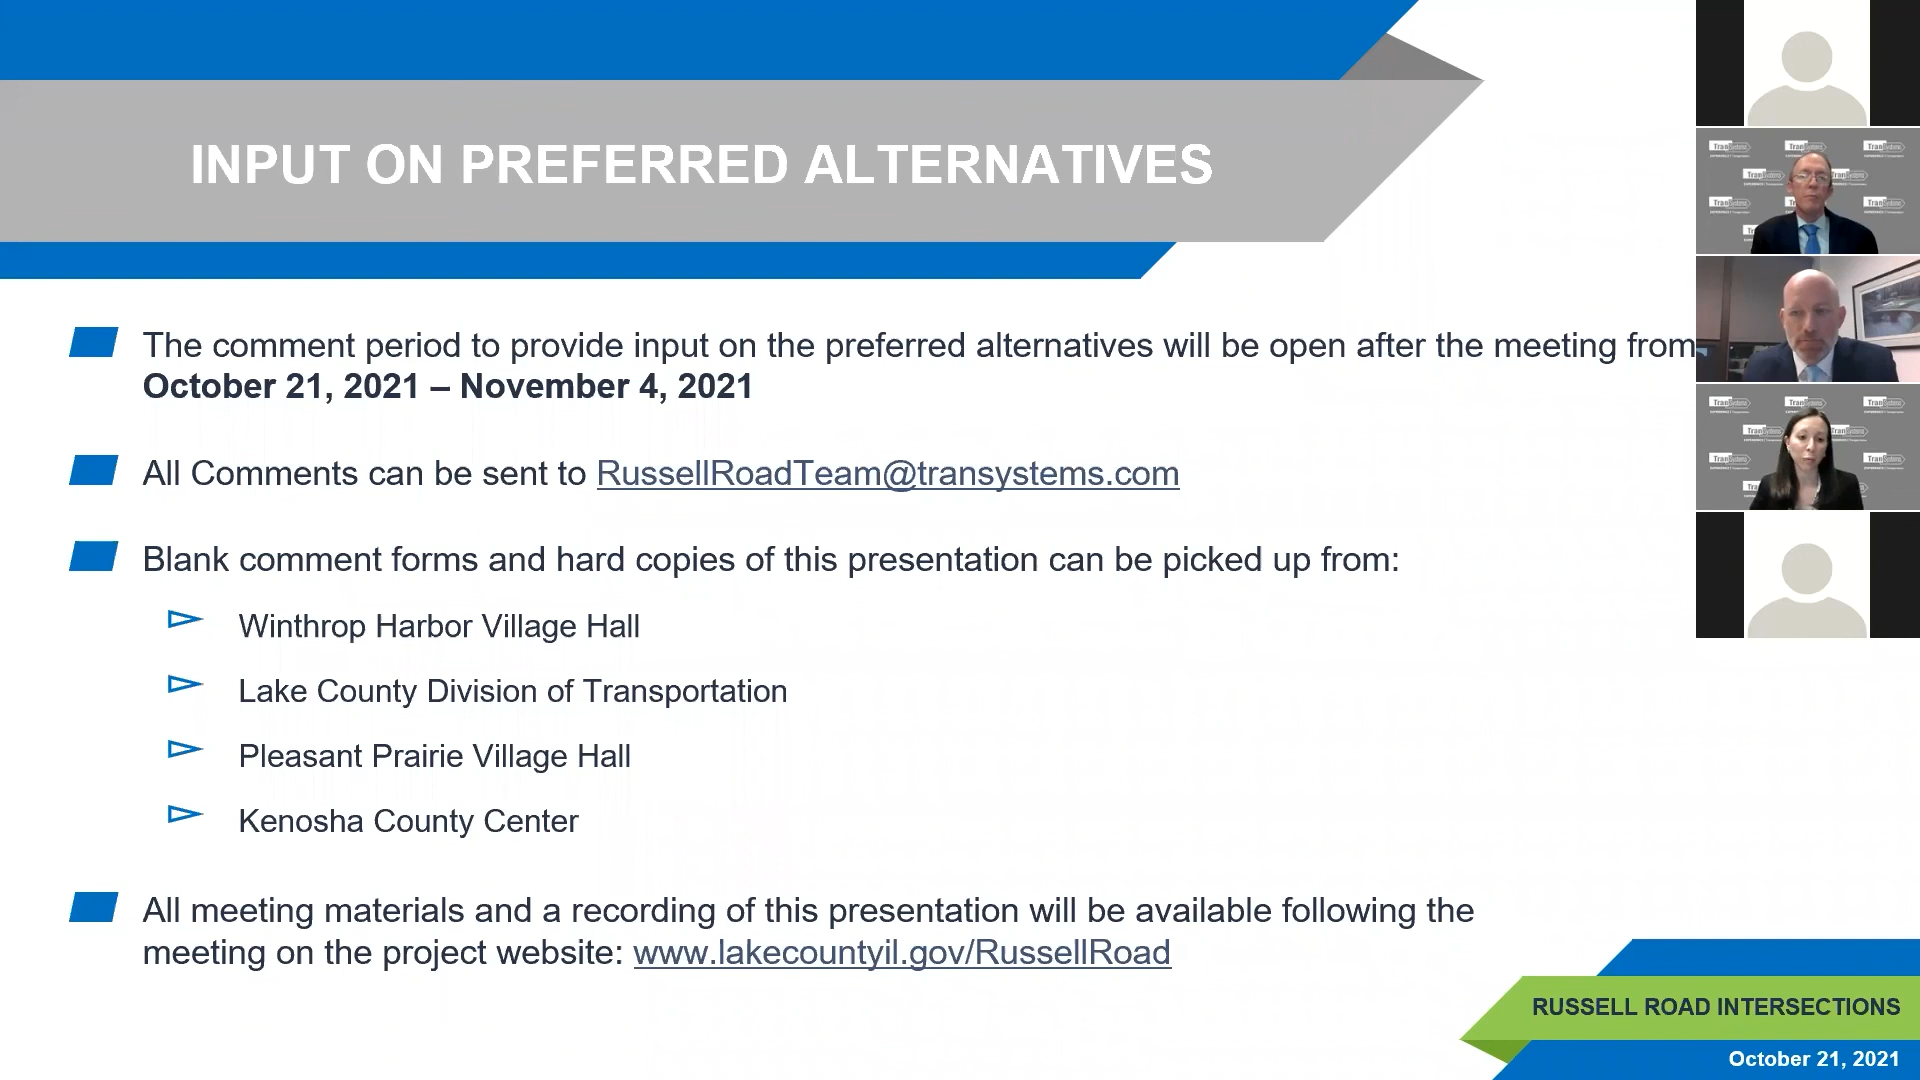 INPUT ON PREFERRED ALTERNATIVES
The comment period to provide input on the preferred alternatives will be open after the meeting from
October 21, 2021 – November 4, 2021
All Comments can be sent to RussellRoadTeam@transystems.com
Blank comment forms and hard copies of this presentation can be picked up from:
Winthrop Harbor Village Hall
Lake County Division of Transportation
Pleasant Prairie Village Hall
Kenosha County Center
All meeting materials and a recording of this presentation will be available following the
meeting on the project website: www.lakecountyil.gov/RussellRoad
RUSSELL ROAD INTERSECTIONS
October 21, 2021